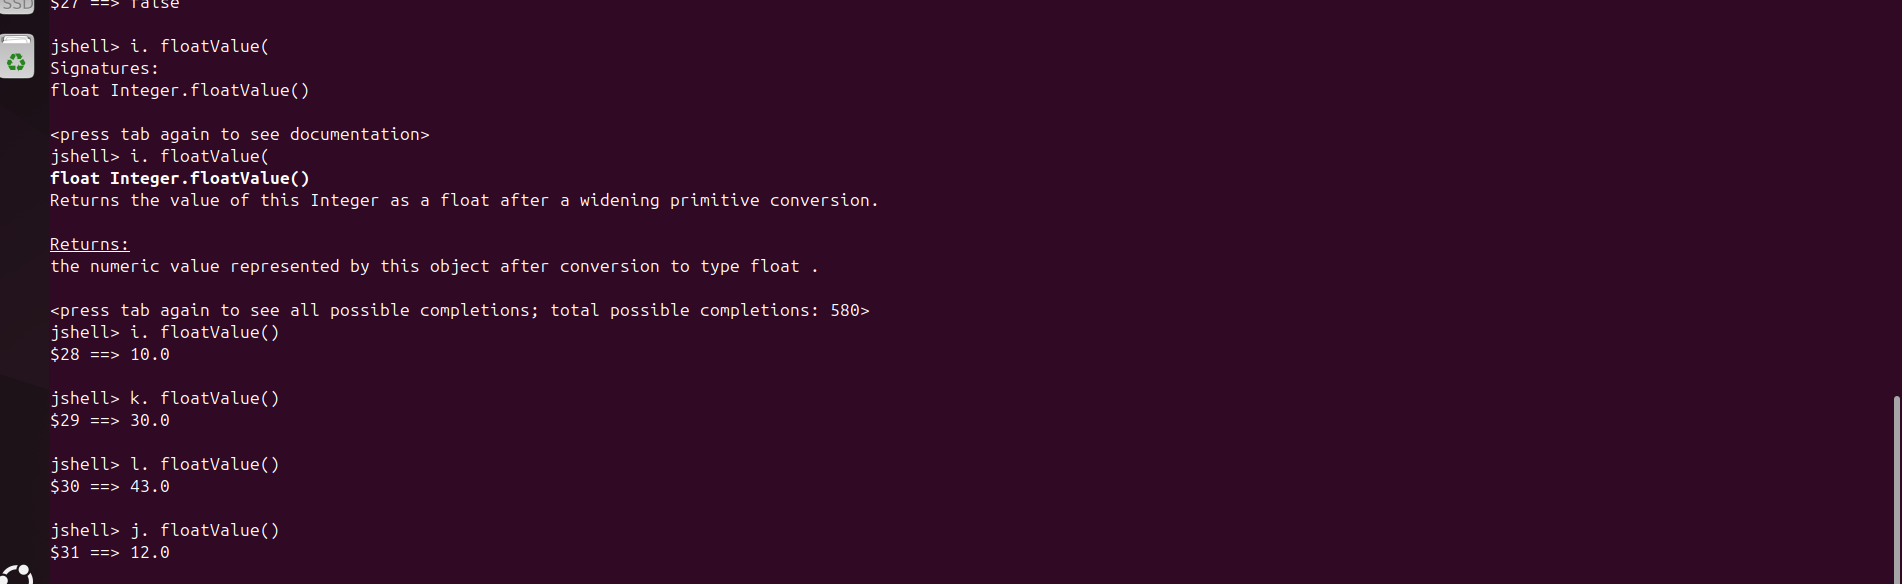 SSD
$27 ==> false
jshell> i. floatValue(
Signatures:
float Integer.floatValue()
<press tab again to see documentation>
jshell> i. floatValue(
float Integer.floatValue()
Returns the value of this Integer as a float after a widening primitive conversion.
Returns:
the numeric value represented by this object after conversion to type float .
<press tab again to see all possible completions; total possible completions: 580>
jshell> i. floatValue()
$28 ==> 10.0
jshell> k. floatValue()
$29 ==> 30.0
jshell> l. floatValue()
$30 ==> 43.0
jshell> j. floatValue()
$31 ==> 12.0